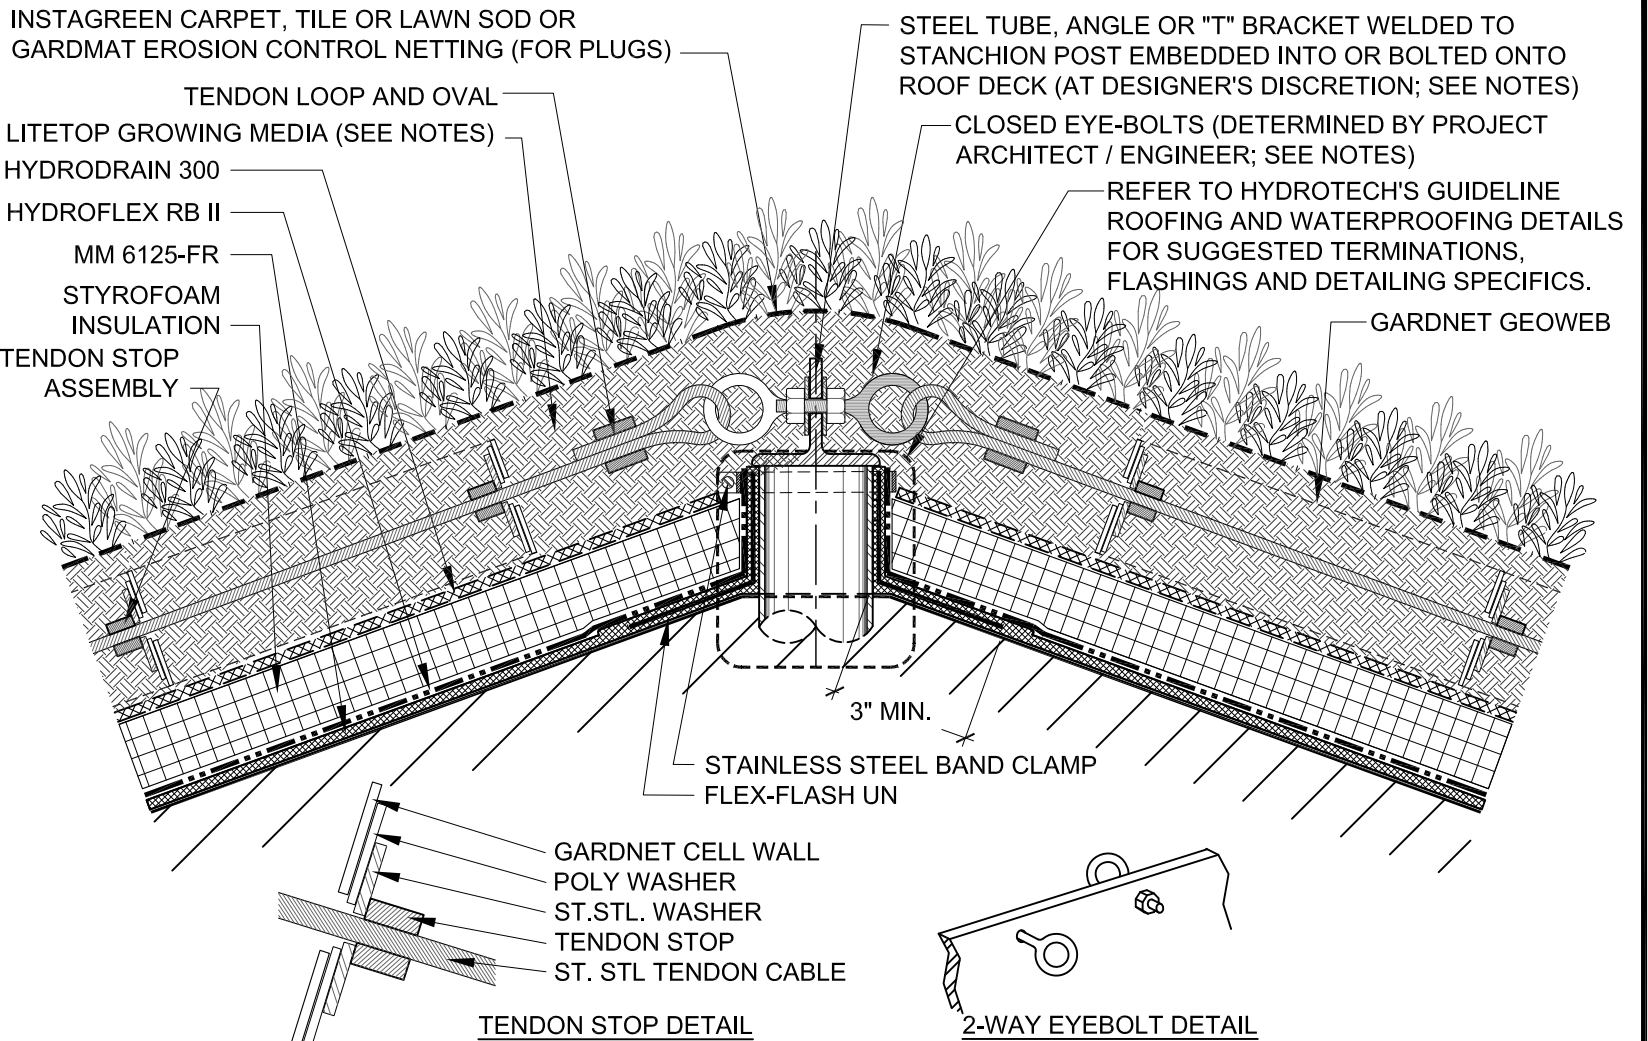 INSTAGREEN CARPET, TILE OR LAWN SOD OR
GARDMAT EROSION CONTROL NETTING (FOR PLUGS)
TENDON LOOP AND OVAL
LITETOP GROWING MEDIA (SEE NOTES)
HYDRODRAIN 300
HYDROFLEX RB II
MM 6125-FR
STYROFOAM
INSULATION
TENDON STOP
ASSEMBLY
STEEL TUBE, ANGLE OR "T" BRACKET WELDED TO
STANCHION POST EMBEDDED INTO OR BOLTED ONTO
ROOF DECK (AT DESIGNER'S DISCRETION; SEE NOTES)
CLOSED EYE-BOLTS (DETERMINED BY PROJECT
ARCHITECT / ENGINEER; SEE NOTES)
REFER TO HYDROTECH'S GUIDELINE
ROOFING AND WATERPROOFING DETAILS
FOR SUGGESTED TERMINATIONS,
FLASHINGS AND DETAILING SPECIFICS.
GARDNET GEOWEB
3" MIN.
STAINLESS STEEL BAND CLAMP
FLEX-FLASH UN
GARDNET CELL WALL
POLY WASHER
ST.STL. WASHER
TENDON STOP
ST. STL TENDON CABLE
TENDON STOP DETAIL
2-WAY EYEBOLT DETAIL